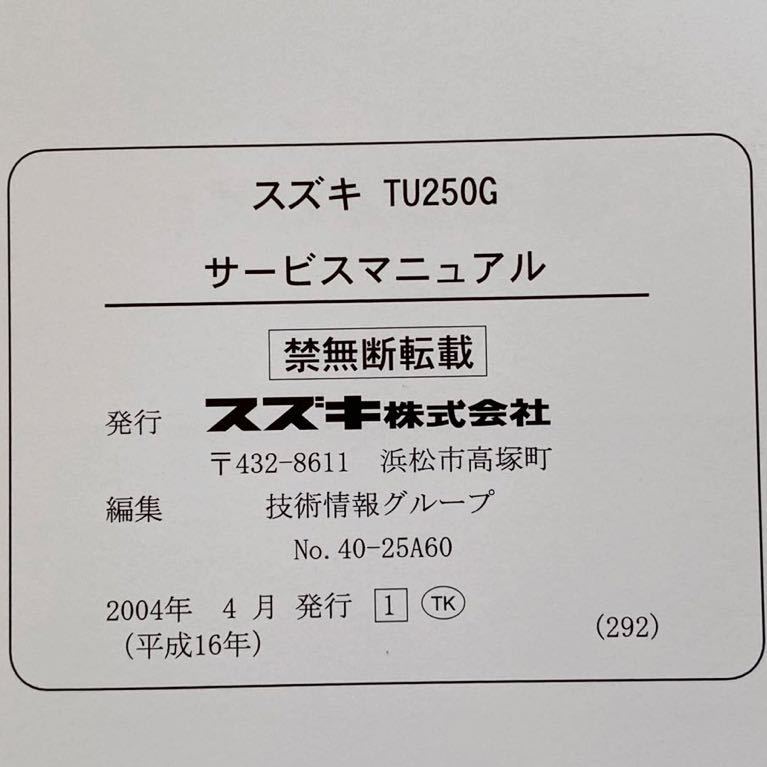 スズキ TU250G
サービスマニュアル
禁無断転載
発行 スズキ株式会社
〒432-8611 浜松市高塚町
編集 技術情報グループ
No. 40-25A60
2004年 4月 発行 1 TK
(平成16年)
(292)